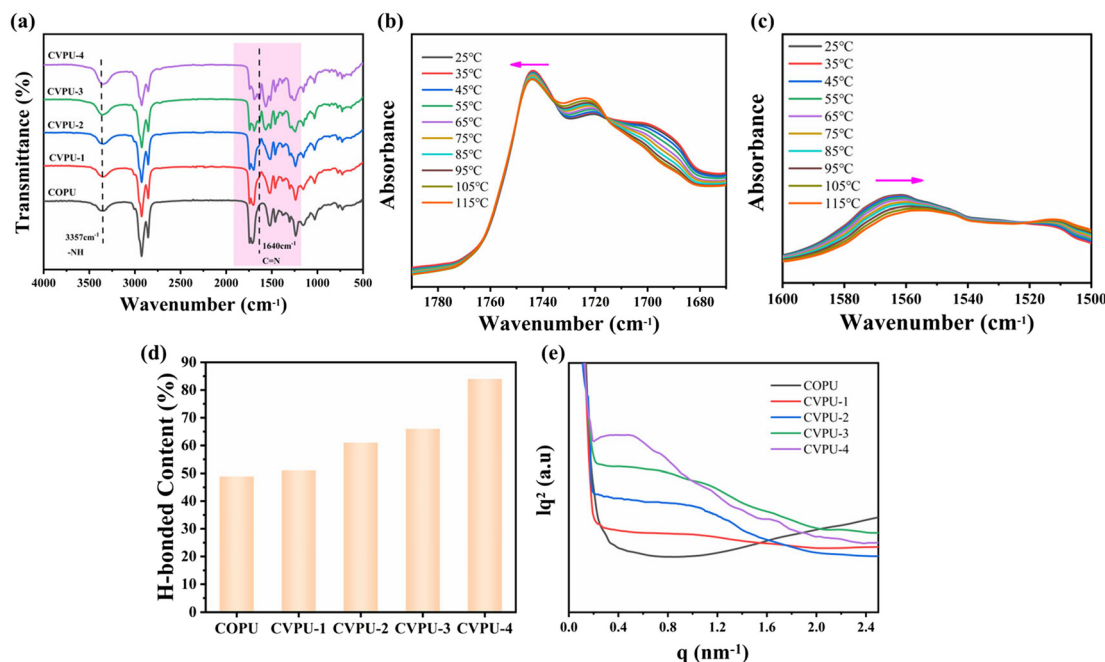 (a)
Transmittance (%)
CVPU-4
CVPU-3
CVPU-2
CVPU-1
COPU
3357cm-1
-NH
1640cm-1
C=N
4000 3500 3000 2500 2000 1500 1000 500
Wavenumber (cm-1)
(b)
Absorbance
25℃
35℃
45℃
55℃
65℃
75℃
85℃
95℃
105℃
115℃
1780 1760 1740 1720 1700 1680
Wavenumber (cm-1)
(c)
Absorbance
25℃
35℃
45℃
55℃
65℃
75℃
85℃
95℃
105℃
115℃
1600 1580 1560 1540 1520 1500
Wavenumber (cm-1)
(d)
H-bonded Content (%)
90
80
70
60
50
40
30
20
10
0
COPU CVPU-1 CVPU-2 CVPU-3 CVPU-4
(e)
Iq2 (a.u)
COPU
CVPU-1
CVPU-2
CVPU-3
CVPU-4
0.0 0.4 0.8 1.2 1.6 2.0 2.4
q (nm-1)